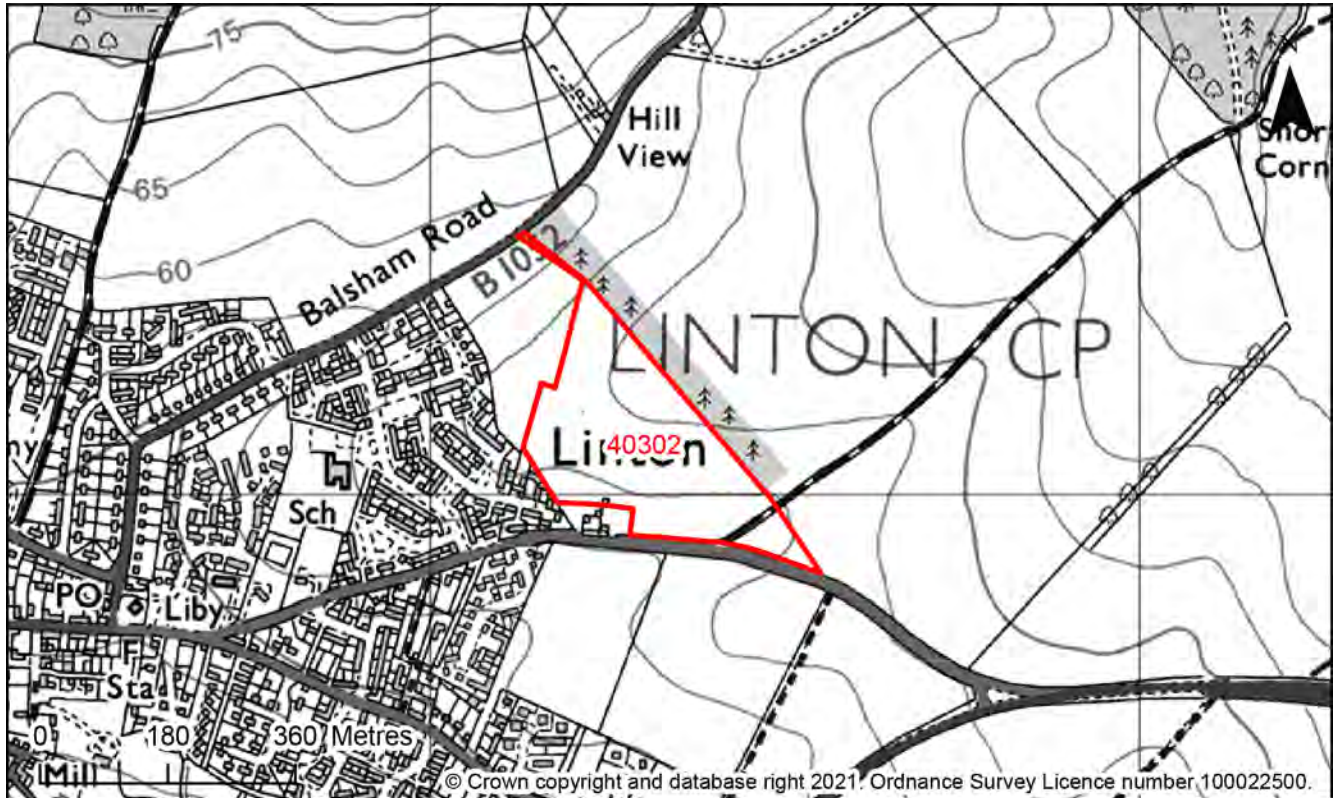 75
Hill
View
65
Balsham Road
60
LINTON CP
40302
Linton
Sch
PO
Liby
F
Sta
0 180 360 Metres
Mill
© Crown copyright and database right 2021. Ordnance Survey Licence number 100022500.